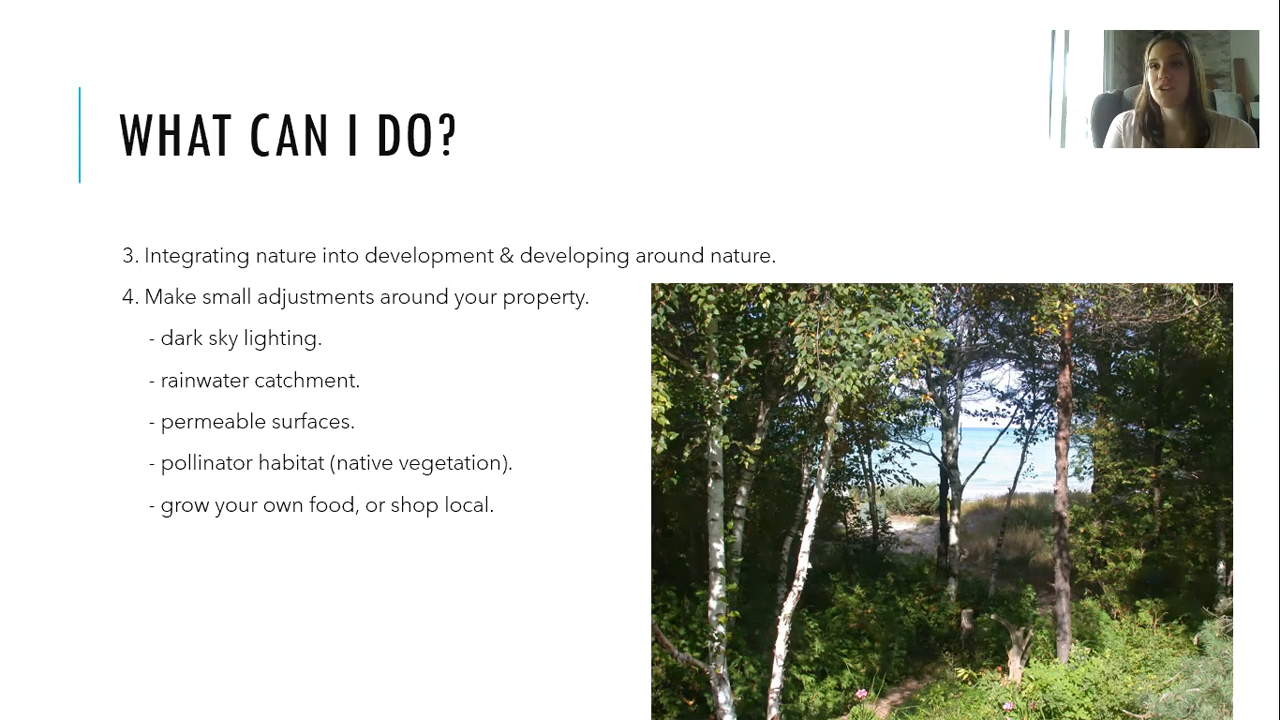 WHAT CAN I DO?
3. Integrating nature into development & developing around nature.
4. Make small adjustments around your property.
- dark sky lighting.
- rainwater catchment.
- permeable surfaces.
- pollinator habitat (native vegetation).
- grow your own food, or shop local.